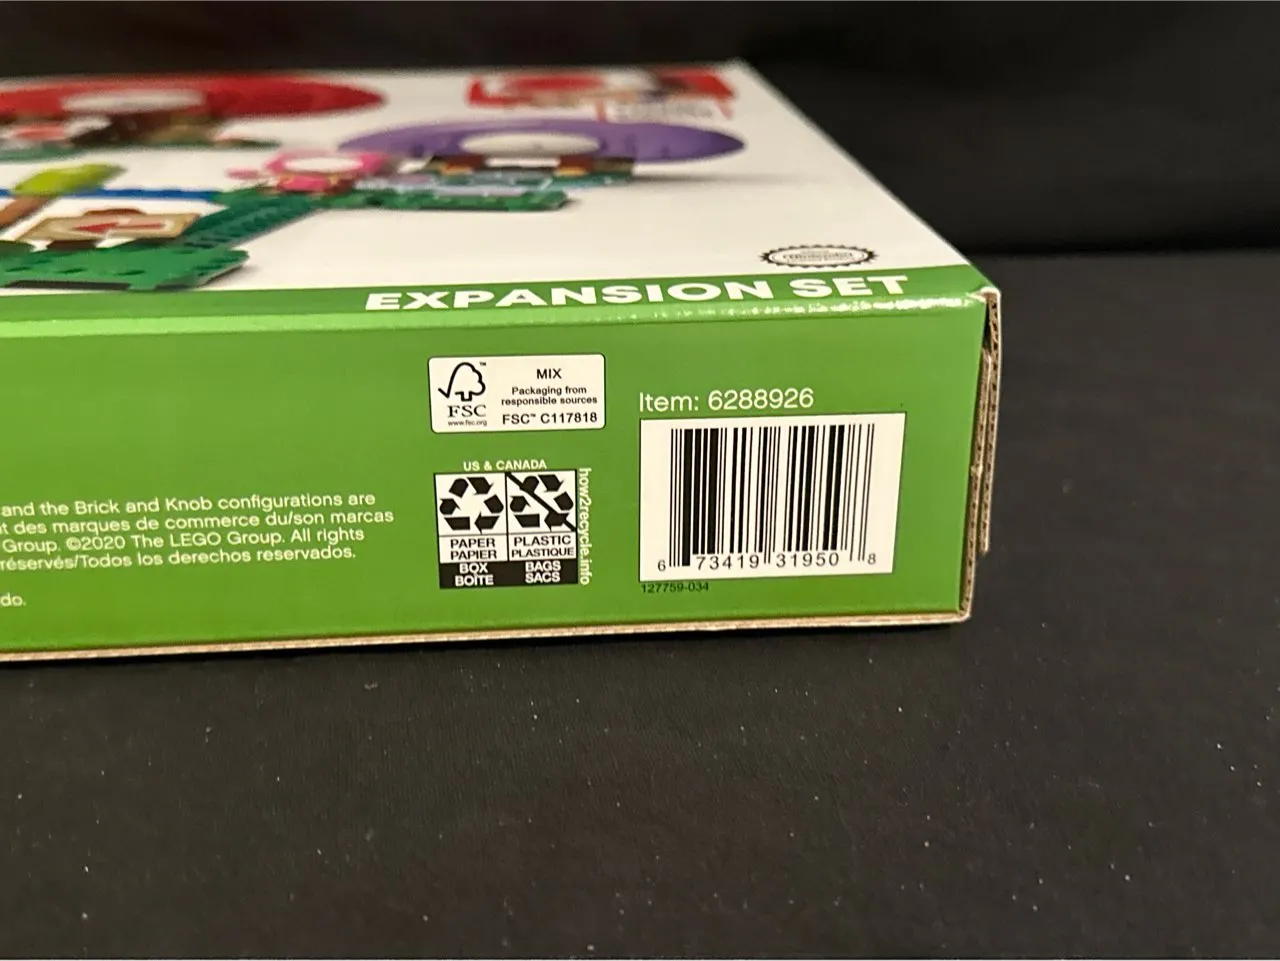 EXPANSION SET
MIX
Packaging from
responsible sources
FSC™ C117818
FSC
www.fsc.org
Item: 6288926
6 73419 31950 8
127759-034
US & CANADA
PAPER
PAPIER
BOX
BOÎTE
PLASTIC
PLASTIQUE
BAGS
SACS
how2recycle.info
and the Brick and Knob configurations are
t des marques de commerce du/son marcas
Group. ©2020 The LEGO Group. All rights
réservés/Todos los derechos reservados.
do.